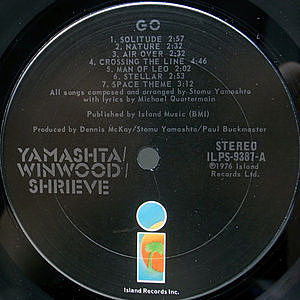 GO
1. SOLITUDE 2:57
2. NATURE 2:32
3. AIR OVER 2:32
4. CROSSING THE LINE 4:46
5. MAN OF LEO 2:02
6. STELLAR 2:53
7. SPACE THEME 3:12
All songs composed and arranged by Stomu Yamashta
with lyrics by Michael Quartermain
Published by Island Music (BMI)
Produced by Dennis McKay/Stomu Yamashta/Paul Buckmaster
YAMASHTA/
WINWOOD/
SHRIEVE
STEREO
ILPS-9387-A
℗1976 Island
Records Ltd.
i
Island Records Inc.